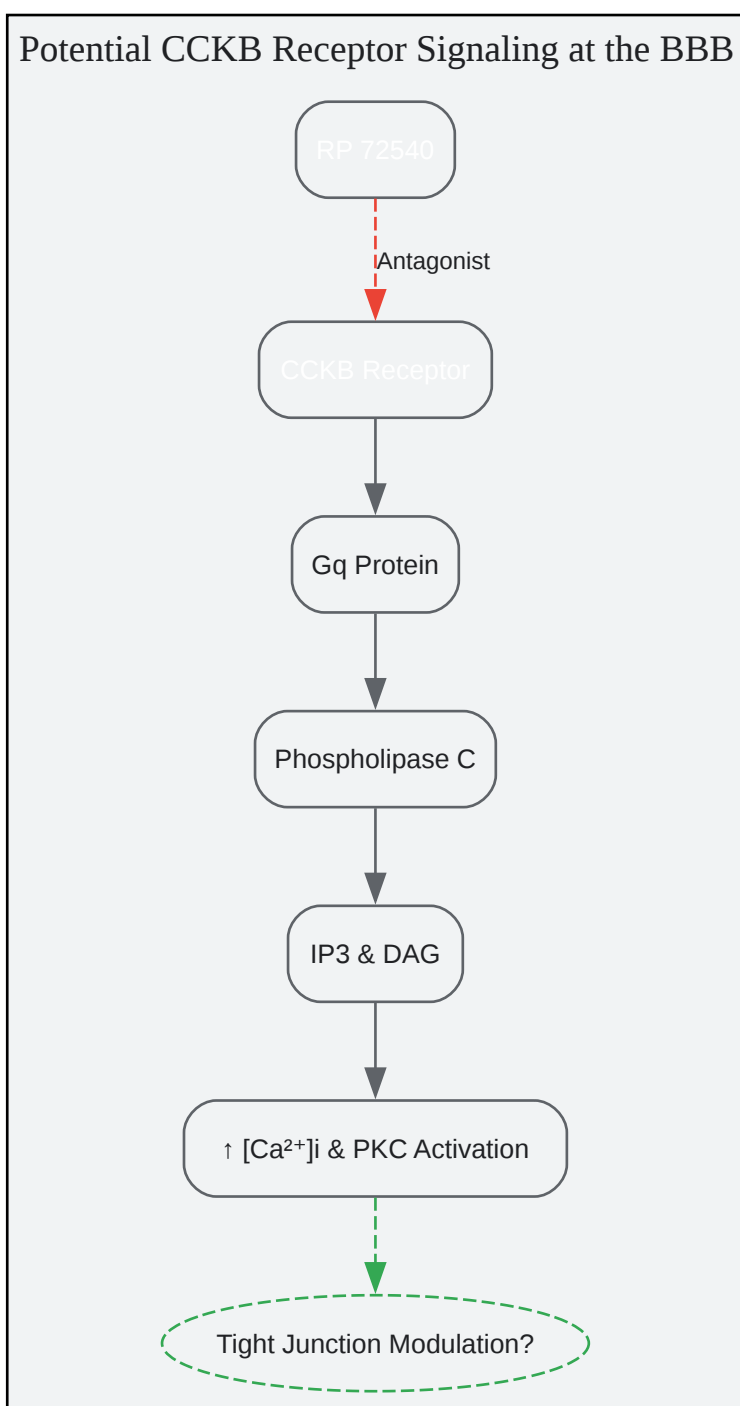 Potential CCKB Receptor Signaling at the BBB
RP 72540
Antagonist
CCKB Receptor
Gq Protein
Phospholipase C
IP3 & DAG
↑ [Ca²⁺]i & PKC Activation
Tight Junction Modulation?